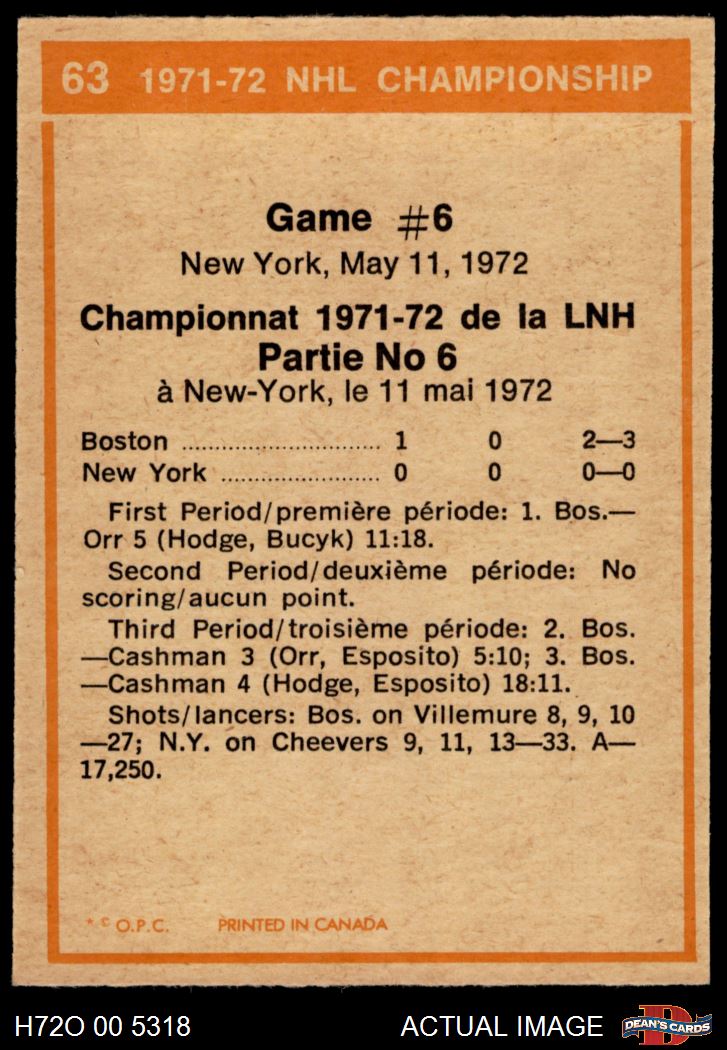 63 1971-72 NHL CHAMPIONSHIP
Game #6
New York, May 11, 1972
Championnat 1971-72 de la LNH
Partie No 6
à New-York, le 11 mai 1972
Boston .............................. 1 0 2—3
New York ........................ 0 0 0—0
First Period/première période: 1. Bos.—
Orr 5 (Hodge, Bucyk) 11:18.
Second Period/deuxième période: No
scoring/aucun point.
Third Period/troisième période: 2. Bos.
—Cashman 3 (Orr, Esposito) 5:10; 3. Bos.
—Cashman 4 (Hodge, Esposito) 18:11.
Shots/lancers: Bos. on Villemure 8, 9, 10
—27; N.Y. on Cheevers 9, 11, 13—33. A—
17,250.
* © O.P.C. PRINTED IN CANADA
H72O 00 5318 ACTUAL IMAGE D DEAN'S CARDS